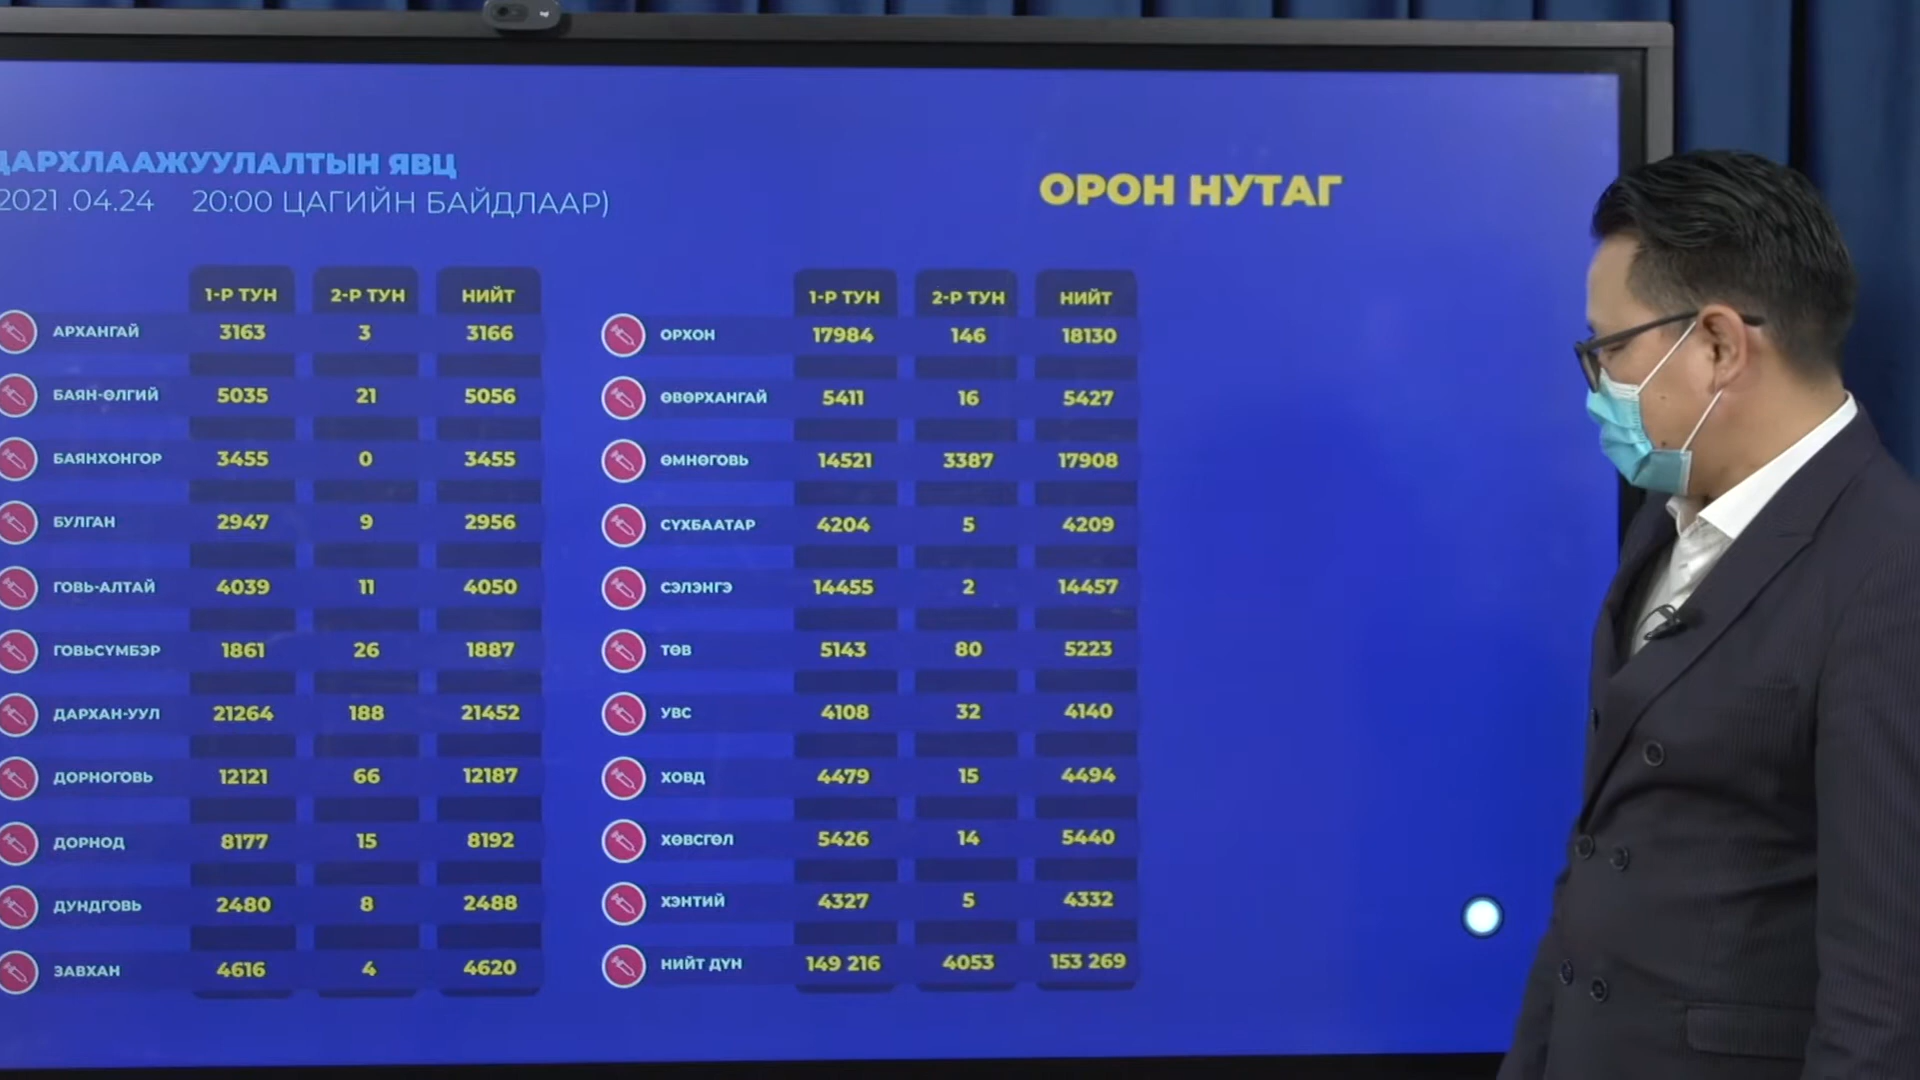 ДАРХЛААЖУУЛАЛТЫН ЯВЦ
2021 .04.24 20:00 ЦАГИЙН БАЙДЛААР)
ОРОН НУТАГ
1-Р ТУН 2-Р ТУН НИЙТ
АРХАНГАЙ 3163 3 3166
БАЯН-ӨЛГИЙ 5035 21 5056
БАЯНХОНГОР 3455 0 3455
БУЛГАН 2947 9 2956
ГОВЬ-АЛТАЙ 4039 11 4050
ГОВЬСҮМБЭР 1861 26 1887
ДАРХАН-УУЛ 21264 188 21452
ДОРНОГОВЬ 12121 66 12187
ДОРНОД 8177 15 8192
ДУНДГОВЬ 2480 8 2488
ЗАВХАН 4616 4 4620
1-Р ТУН 2-Р ТУН НИЙТ
ОРХОН 17984 146 18130
ӨВӨРХАНГАЙ 5411 16 5427
ӨМНӨГОВЬ 14521 3387 17908
СҮХБААТАР 4204 5 4209
СЭЛЭНГЭ 14455 2 14457
ТӨВ 5143 80 5223
УВС 4108 32 4140
ХОВД 4479 15 4494
ХӨВСГӨЛ 5426 14 5440
ХЭНТИЙ 4327 5 4332
НИЙТ ДҮН 149 216 4053 153 269